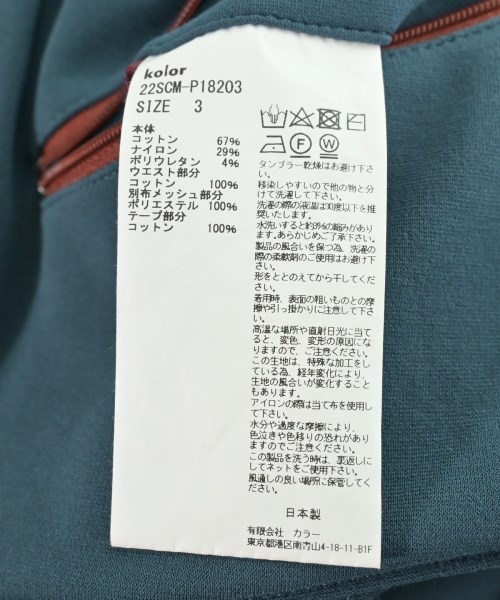 kolor
22SCM-P18203
SIZE 3
本体
コットン 67%
ナイロン 29%
ポリウレタン 4%
ウエスト部分
コットン 100%
別布メッシュ部分
ポリエステル 100%
テープ部分
コットン 100%
タンブラー乾燥はお避け下さい。
移染しやすいので他の物と分けて洗濯して下さい。
洗濯の際の液温は30度以下を推奨いたします。
水洗いすると約3%の縮みがあります。あらかじめご了承下さい。
製品の風合いを保つ為、洗濯の際の柔軟剤のご使用はお避け下さい。
形をととのえてから干してください。
着用時、表面の粗いものとの摩擦や引っ掛かりに注意して下さい。
高温な場所や直射日光に当てると、変色、変形の原因になりますので、ご注意ください。
この生地は、特殊な加工をしている為、経年変化により、生地の風合いが変化することもあります。
アイロンの際は当て布を使用して下さい。
水分や過度な摩擦により、色泣きや色移りの恐れがありますのでご注意ください。
この製品を洗う時は、裏返しにしてネットをご使用下さい。
風通しの良い場所に保管してください。
日本製
有限会社 カラー
東京都港区南青山4-18-11-B1F